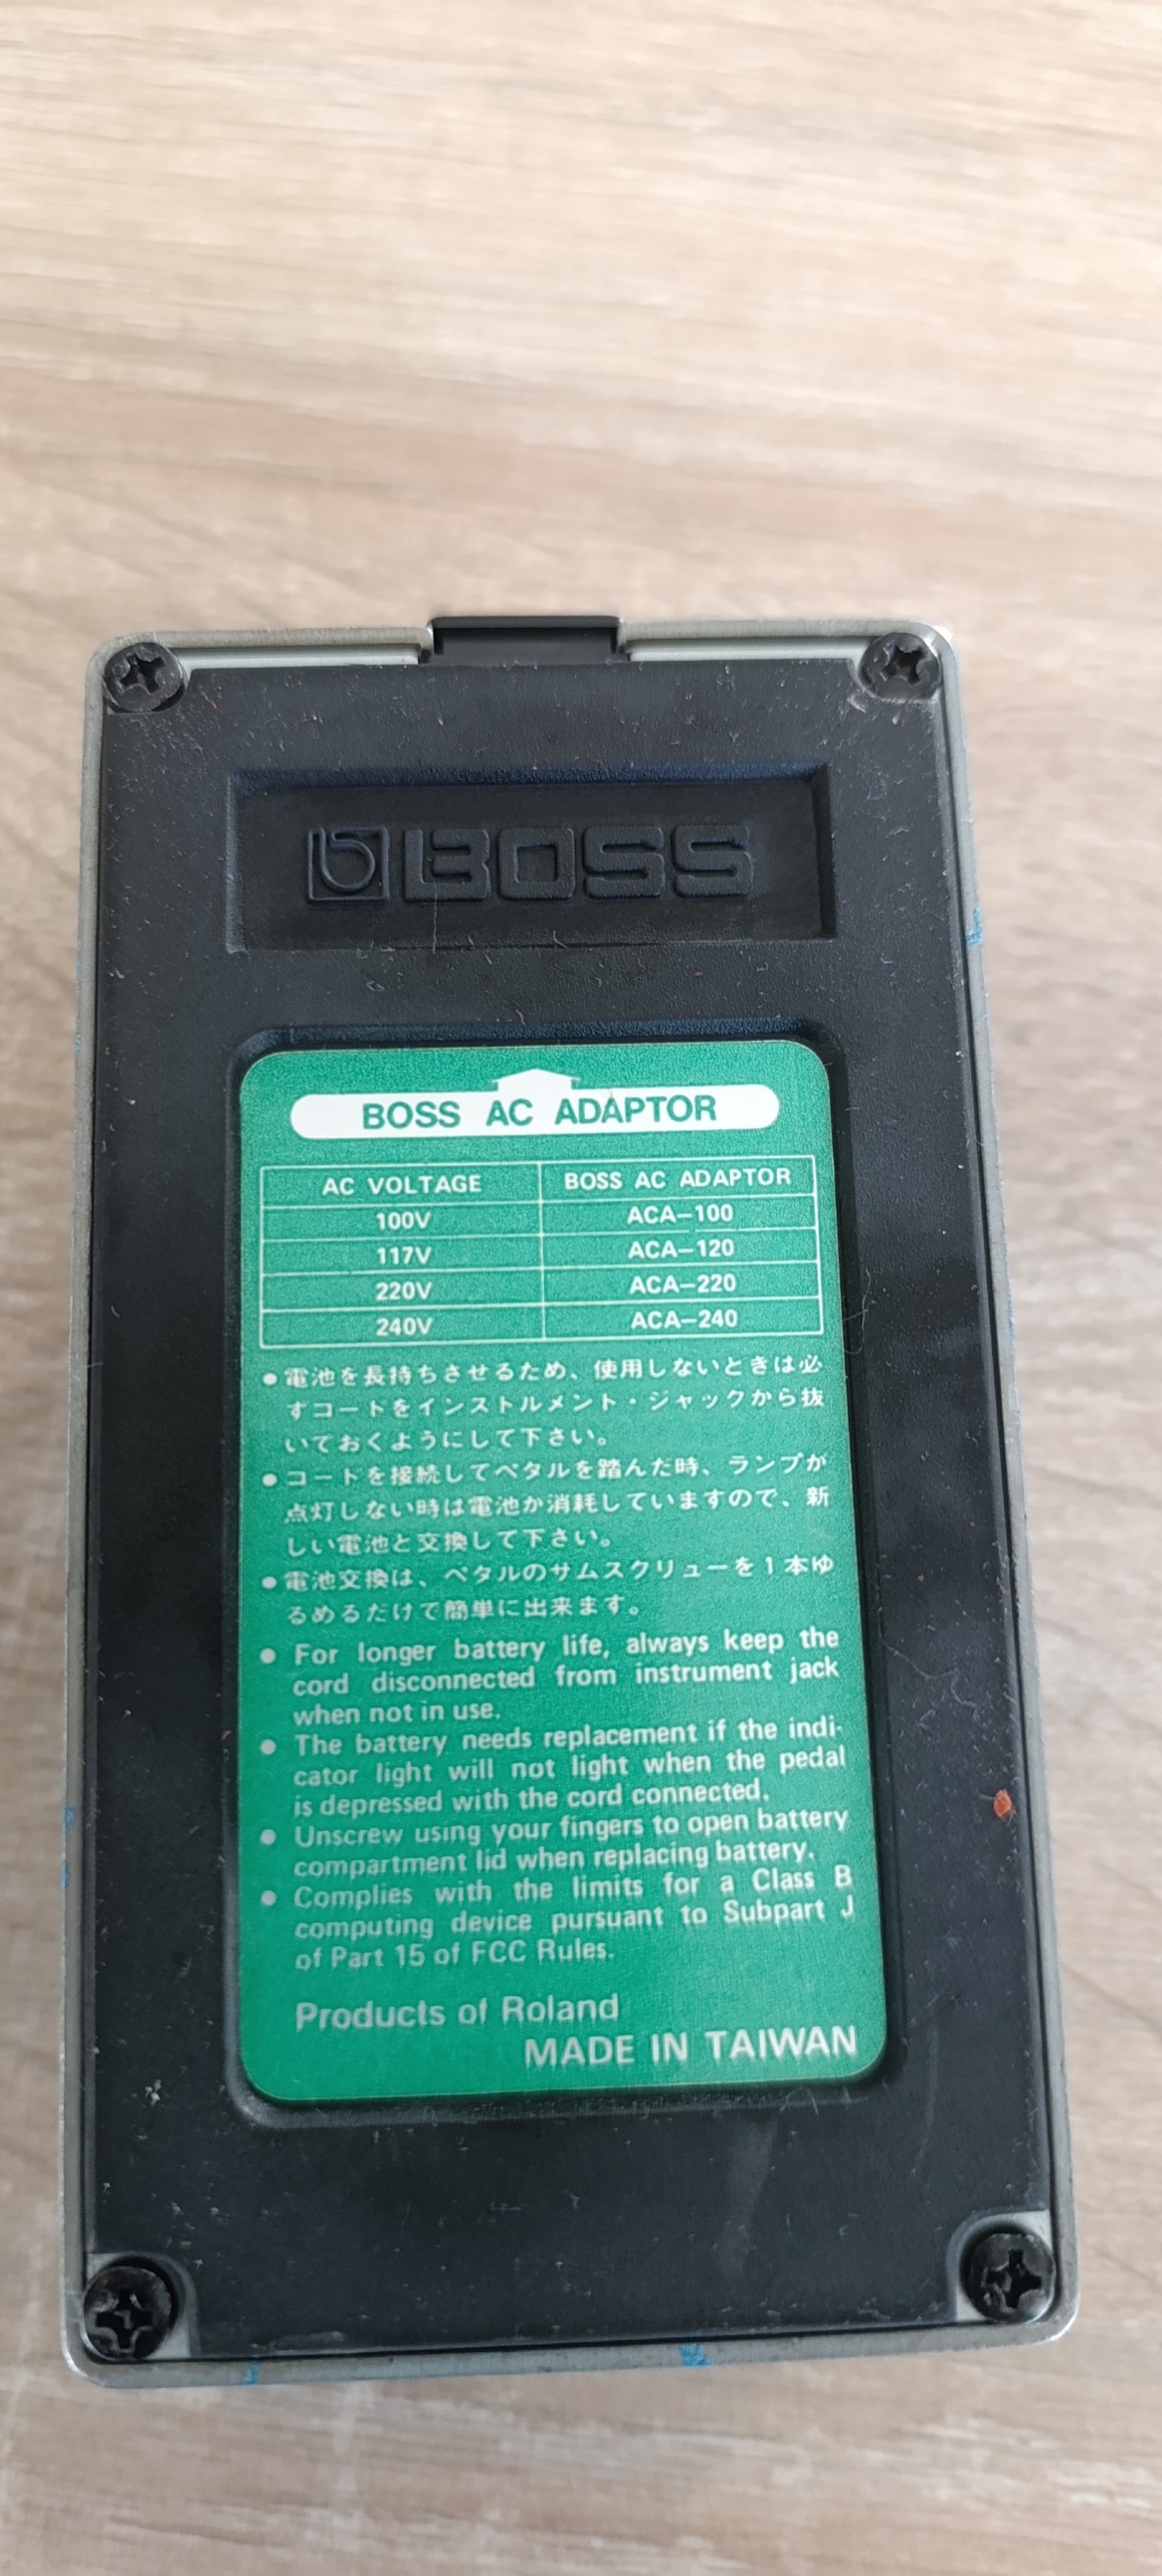 BOSS
BOSS AC ADAPTOR
AC VOLTAGE BOSS AC ADAPTOR
100V ACA-100
117V ACA-120
220V ACA-220
240V ACA-240
●電池を長持ちさせるため、使用しないときは必
ずコードをインストルメント・ジャックから抜
いておくようにして下さい。
●コードを接続してペダルを踏んだ時、ランプが
点灯しない時は電池が消耗していますので、新
しい電池と交換して下さい。
●電池交換は、ペダルのサムスクリューを1本ゆ
るめるだけで簡単に出来ます。
● For longer battery life, always keep the
cord disconnected from instrument jack
when not in use.
● The battery needs replacement if the indi-
cator light will not light when the pedal
is depressed with the cord connected.
● Unscrew using your fingers to open battery
compartment lid when replacing battery.
● Complies with the limits for a Class B
computing device pursuant to Subpart J
of Part 15 of FCC Rules.
Products of Roland
MADE IN TAIWAN